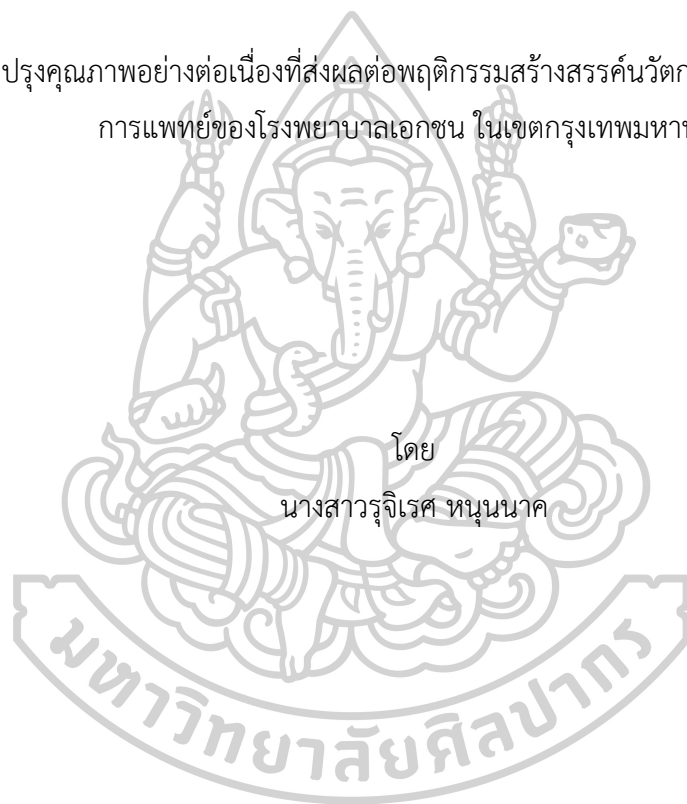 ปรุงคุณภาพอย่างต่อเนื่องที่ส่งผลต่อพฤติกรรมสร้างสรรค์นวัตก
การแพทย์ของโรงพยาบาลเอกชน ในเขตกรุงเทพมหา
โดย
นางสาวรุจิเรศ หนุนนาค
มหาวิทยาลัยศิลปากร